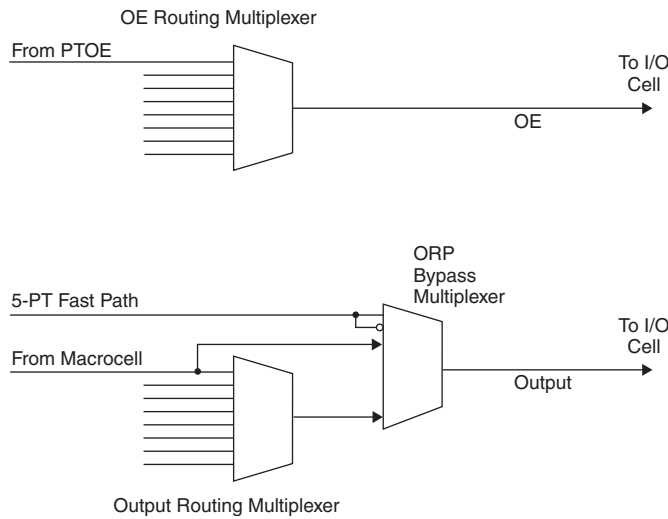 OE Routing Multiplexer
From PTOE
To I/O
Cell
OE
ORP
Bypass
Multiplexer
5-PT Fast Path
To I/O
Cell
From Macrocell
Output
Output Routing Multiplexer